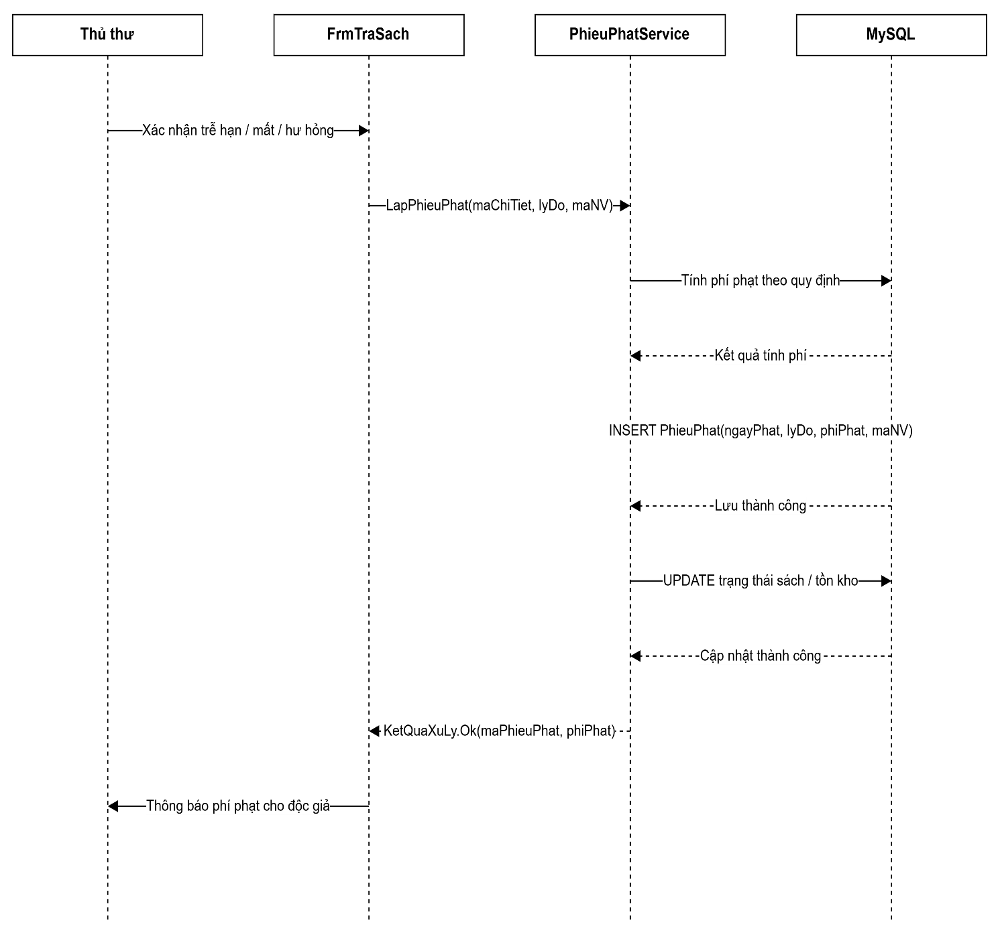 Thủ thư
FrmTraSach
PhieuPhatService
MySQL
Xác nhận trễ hạn / mất / hư hỏng
LapPhieuPhat(maChiTiet, lyDo, maNV)
Tính phí phạt theo quy định
Kết quả tính phí
INSERT PhieuPhat(ngayPhat, lyDo, phiPhat, maNV)
Lưu thành công
UPDATE trạng thái sách / tồn kho
Cập nhật thành công
KetQuaXuLy.Ok(maPhieuPhat, phiPhat)
Thông báo phí phạt cho độc giả